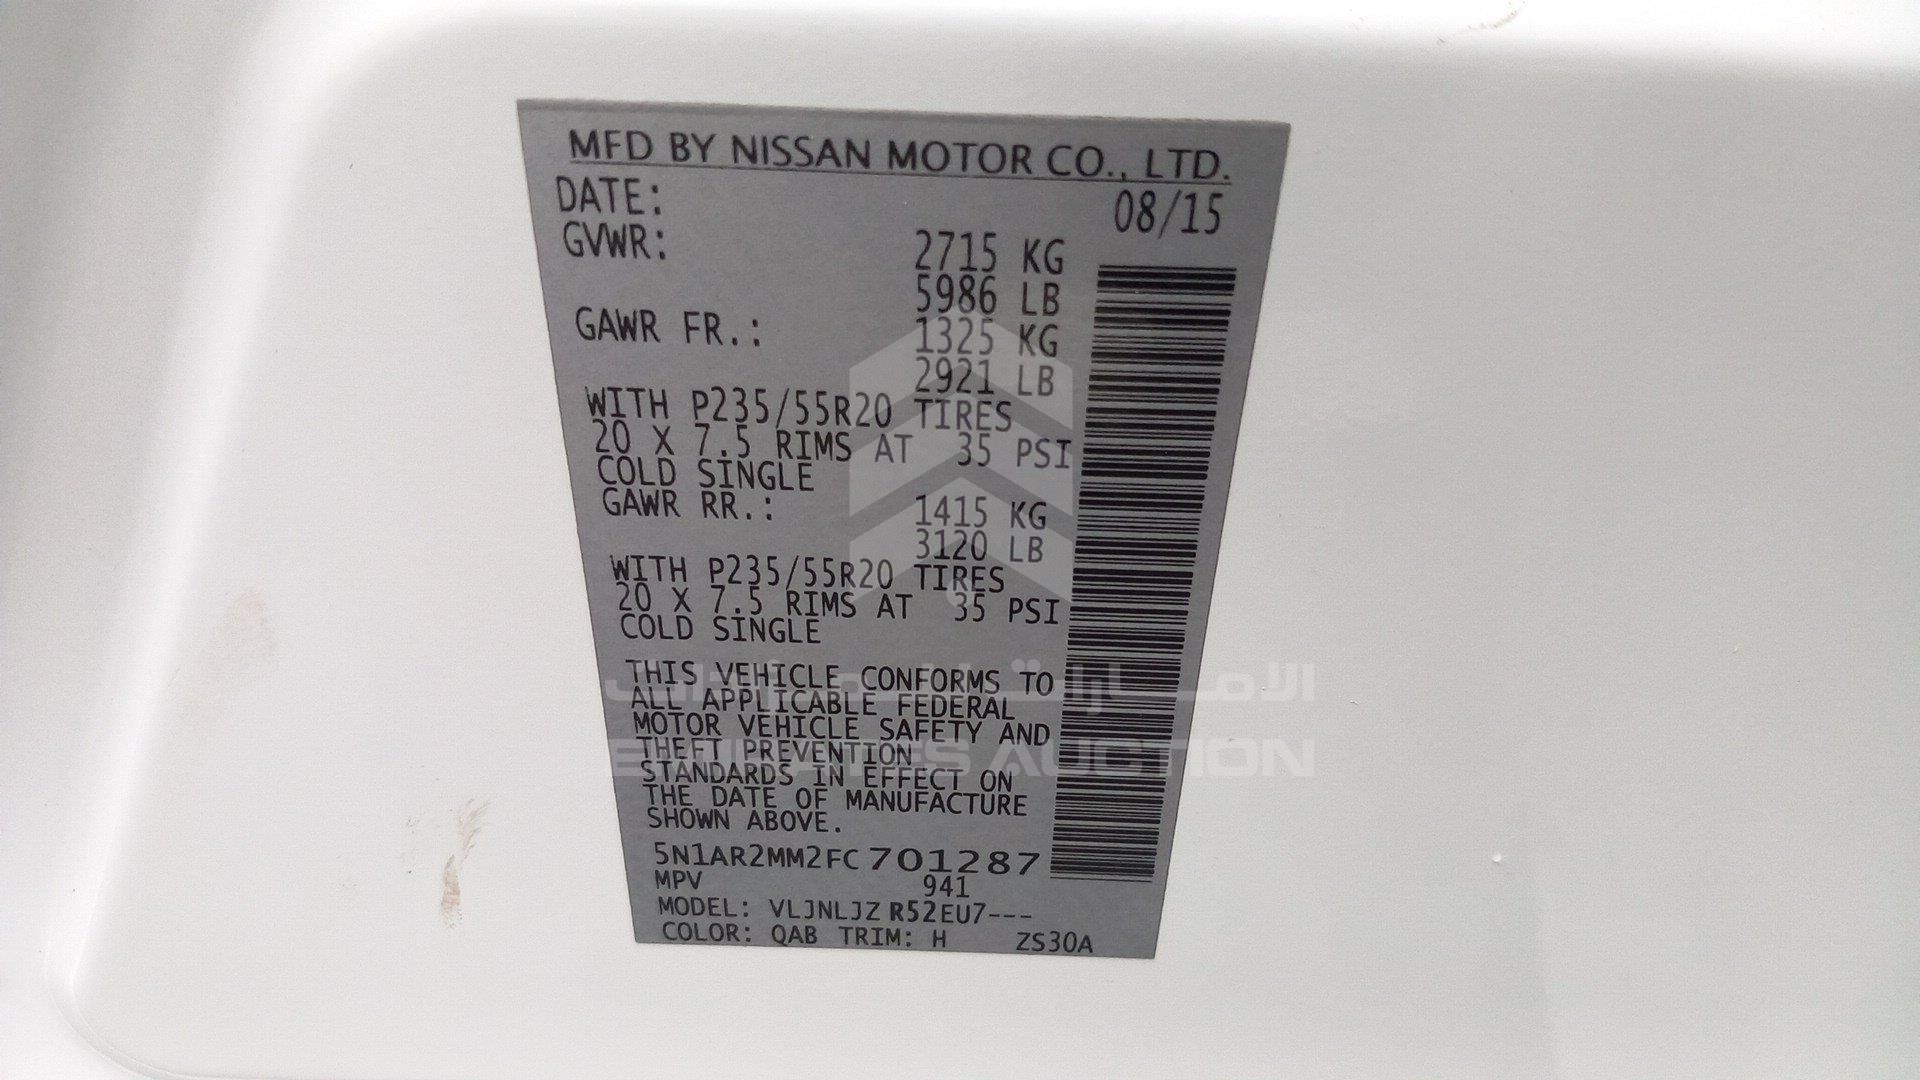 MFD BY NISSAN MOTOR CO., LTD.
DATE: 08/15
GVWR: 2715 KG
5986 LB
GAWR FR.: 1325 KG
2921 LB
WITH P235/55R20 TIRES
20 X 7.5 RIMS AT 35 PSI
COLD SINGLE
GAWR RR.: 1415 KG
3120 LB
WITH P235/55R20 TIRES
20 X 7.5 RIMS AT 35 PSI
COLD SINGLE
THIS VEHICLE CONFORMS TO
ALL APPLICABLE FEDERAL
MOTOR VEHICLE SAFETY AND
THEFT PREVENTION
STANDARDS IN EFFECT ON
THE DATE OF MANUFACTURE
SHOWN ABOVE.
5N1AR2MM2FC701287
MPV 941
MODEL: VLJNLJZ R52EU7---
COLOR: QAB TRIM: H ZS30A
EMIRATES AUCTION